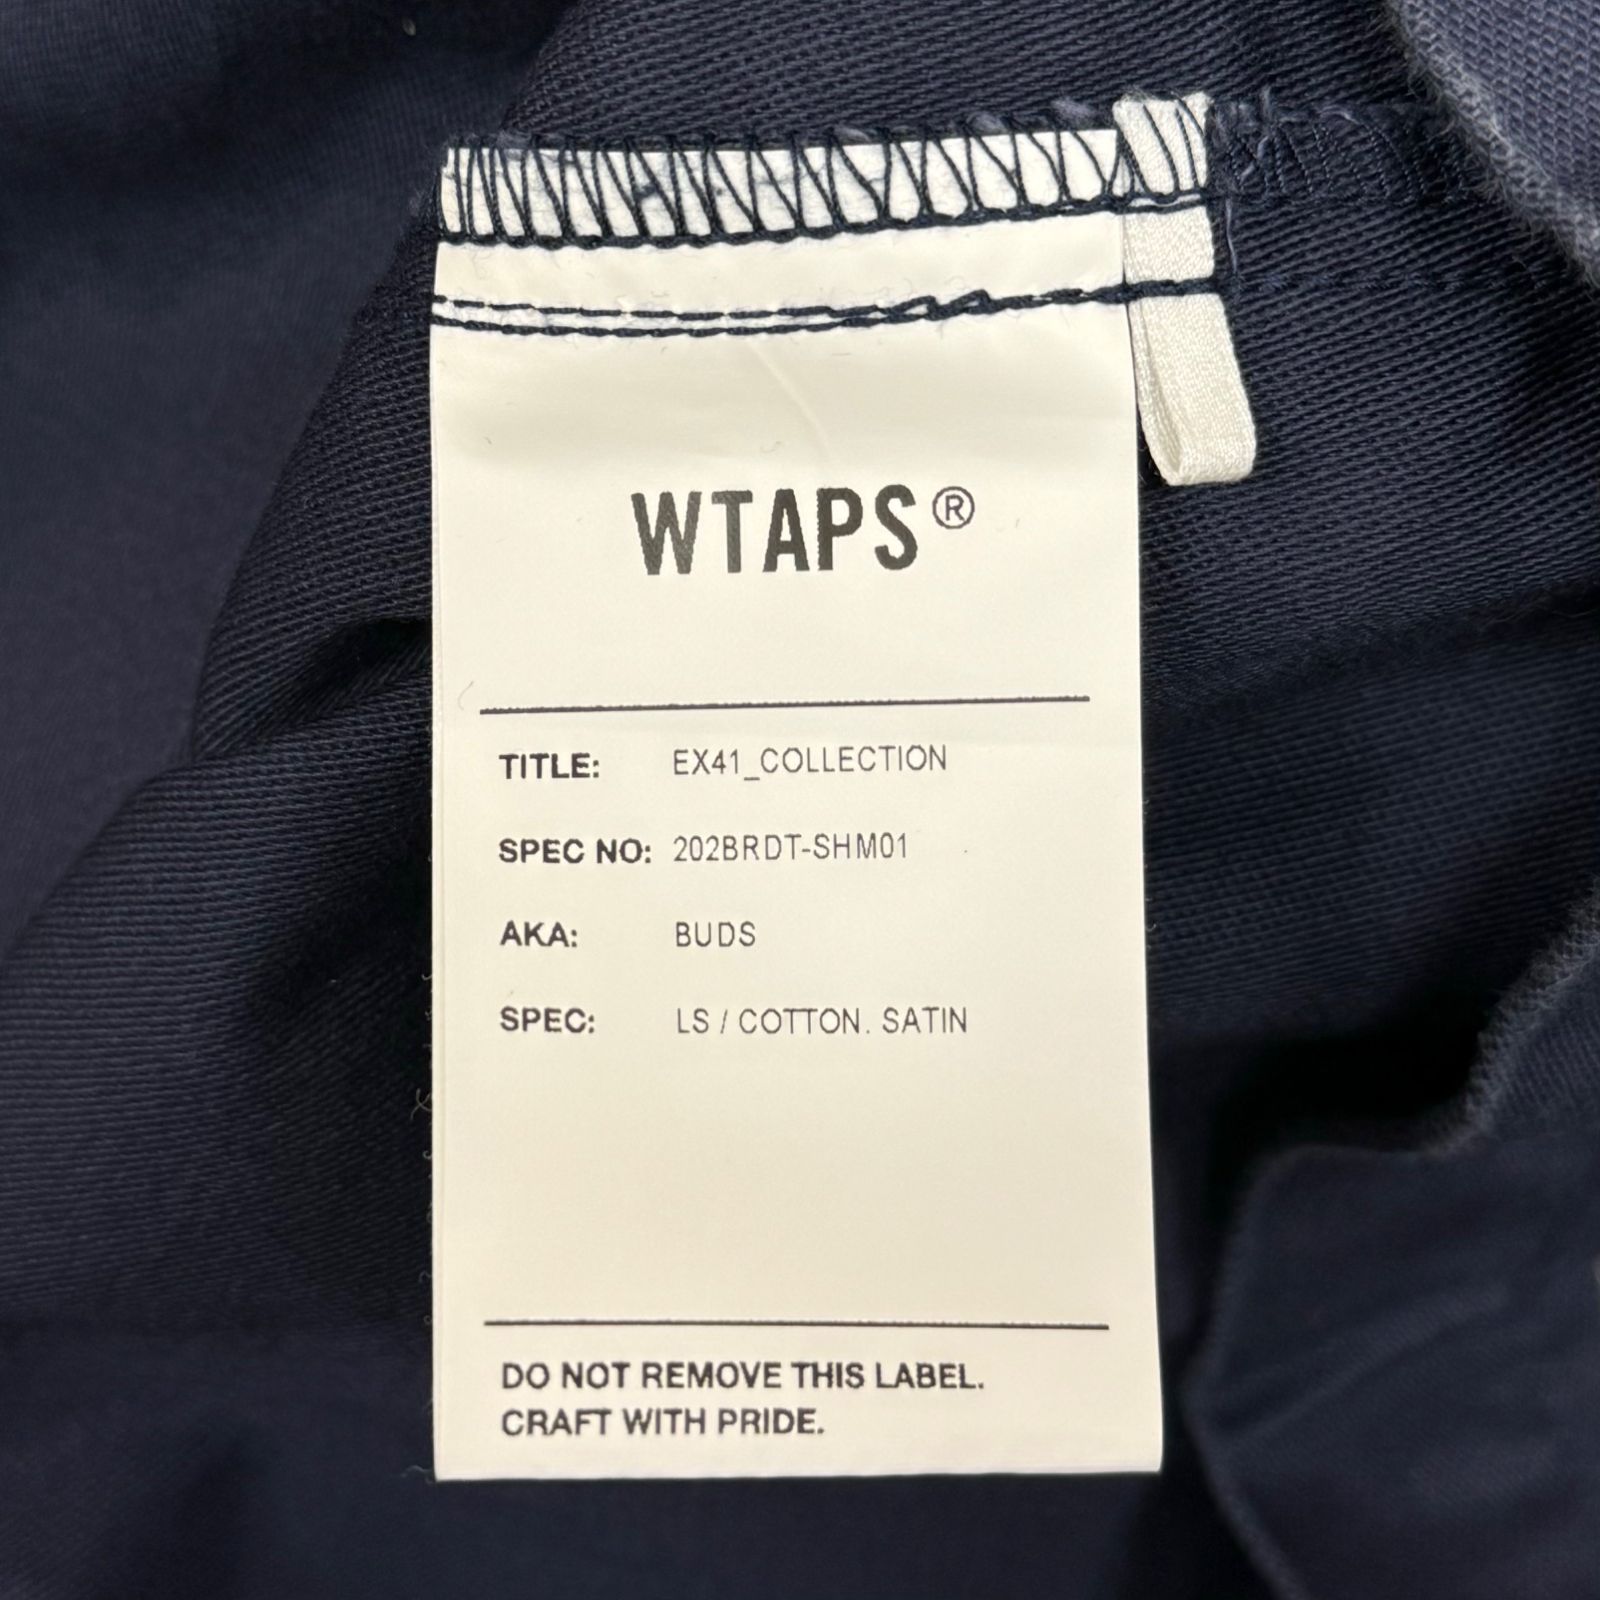 WTAPS®
TITLE: EX41_COLLECTION
SPEC NO: 202BRDT-SHM01
AKA: BUDS
SPEC: LS / COTTON. SATIN
DO NOT REMOVE THIS LABEL.
CRAFT WITH PRIDE.